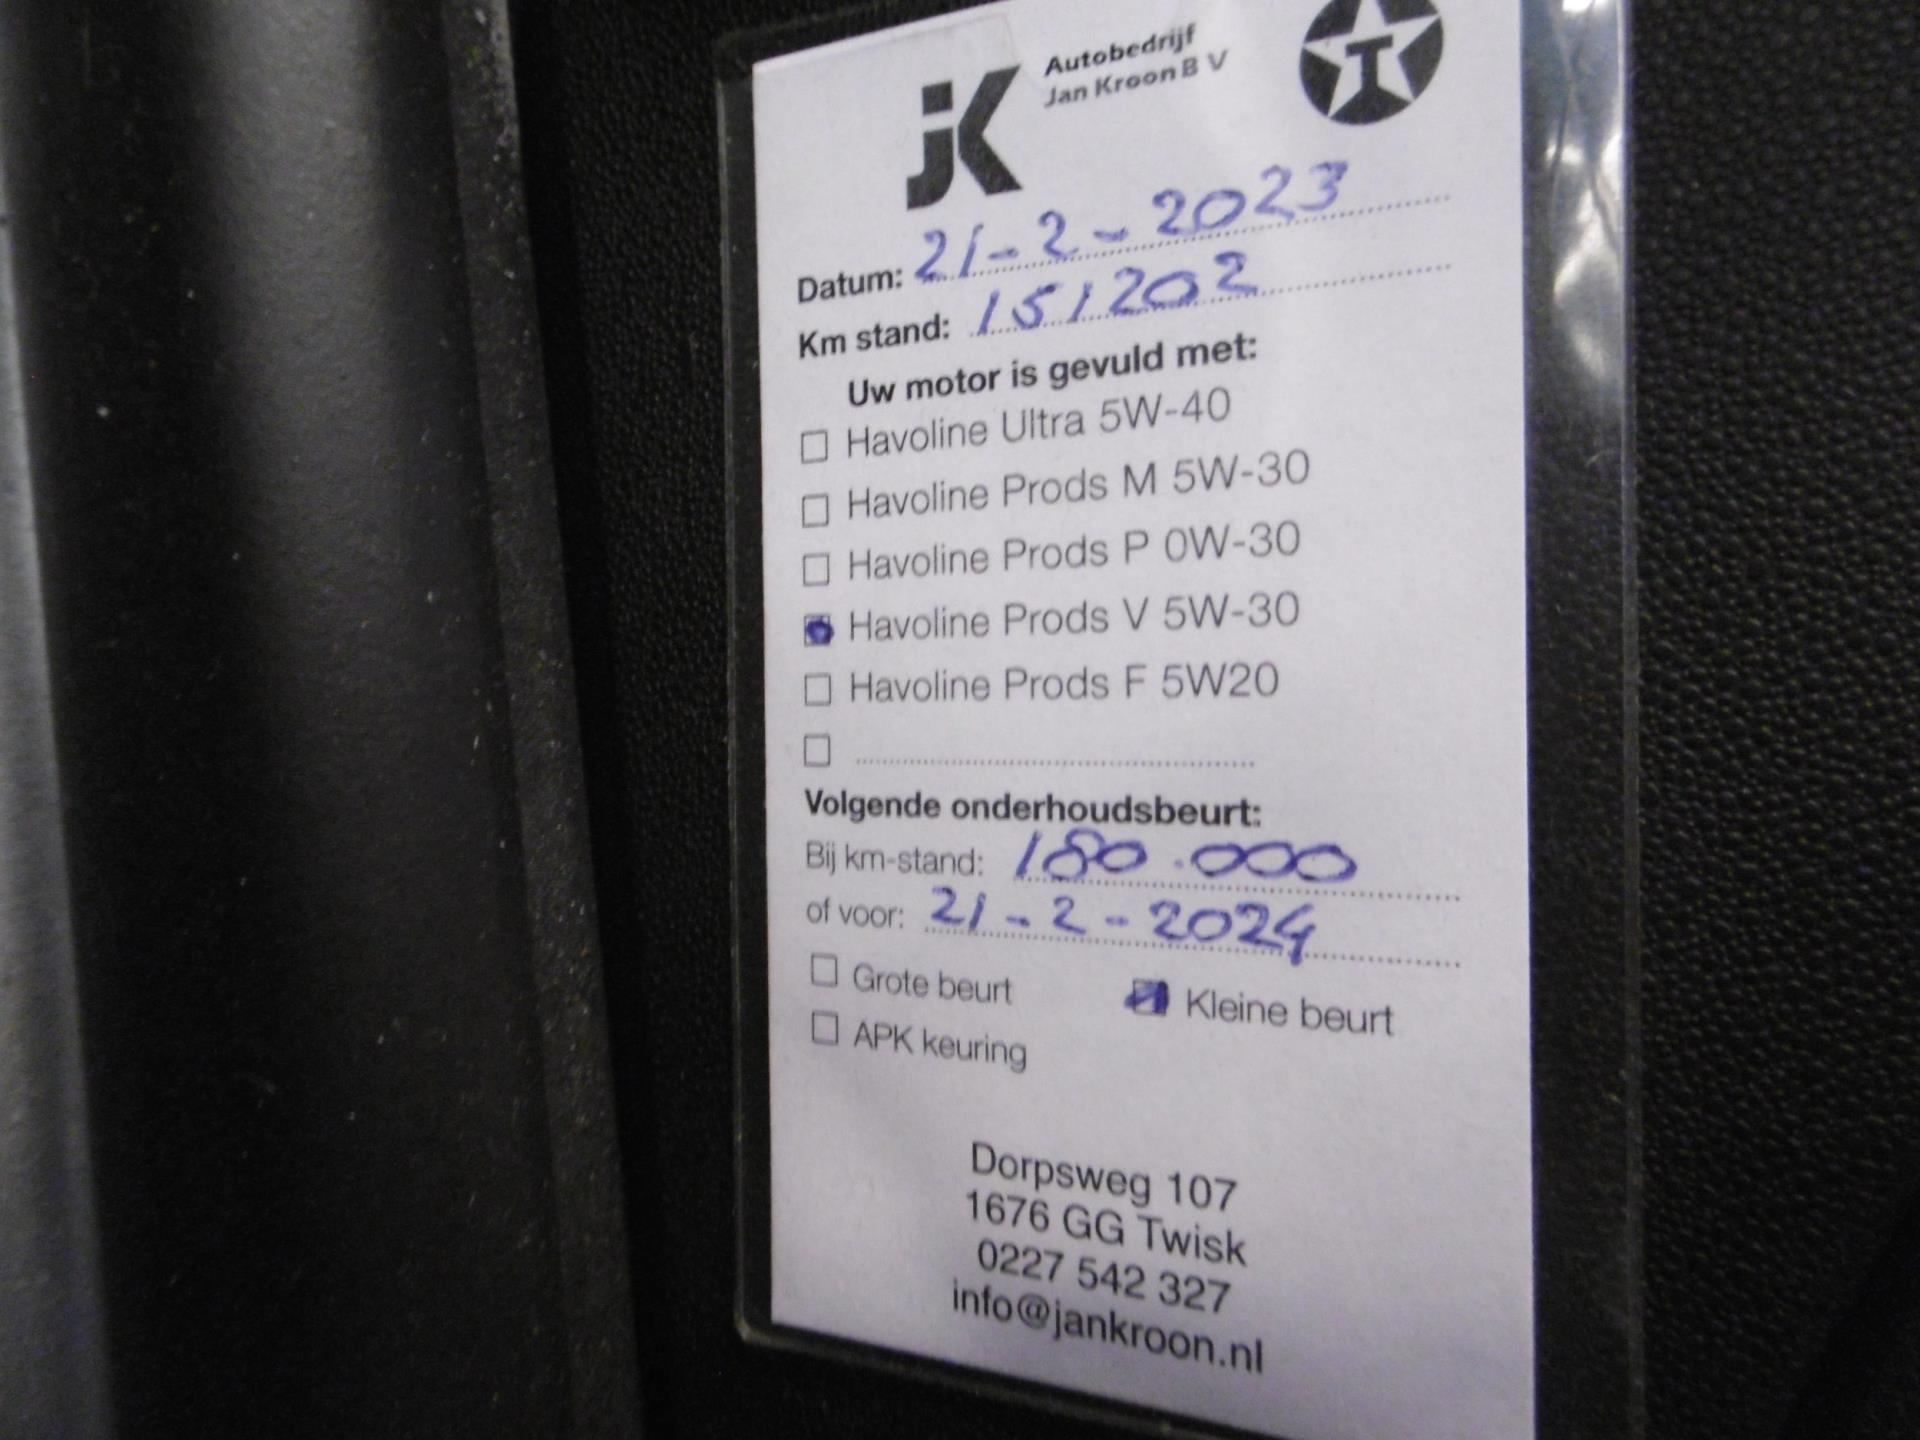 jK
Autobedrijf
Jan Kroon B V
T
Datum: 21-2-2023
Km stand: 151202
Uw motor is gevuld met:
☐ Havoline Ultra 5W-40
☐ Havoline Prods M 5W-30
☐ Havoline Prods P 0W-30
☑ Havoline Prods V 5W-30
☐ Havoline Prods F 5W20
☐
Volgende onderhoudsbeurt:
Bij km-stand: 180.000
of voor: 21-2-2024
☐ Grote beurt ☑ Kleine beurt
☐ APK keuring
Dorpsweg 107
1676 GG Twisk
0227 542 327
info@jankroon.nl